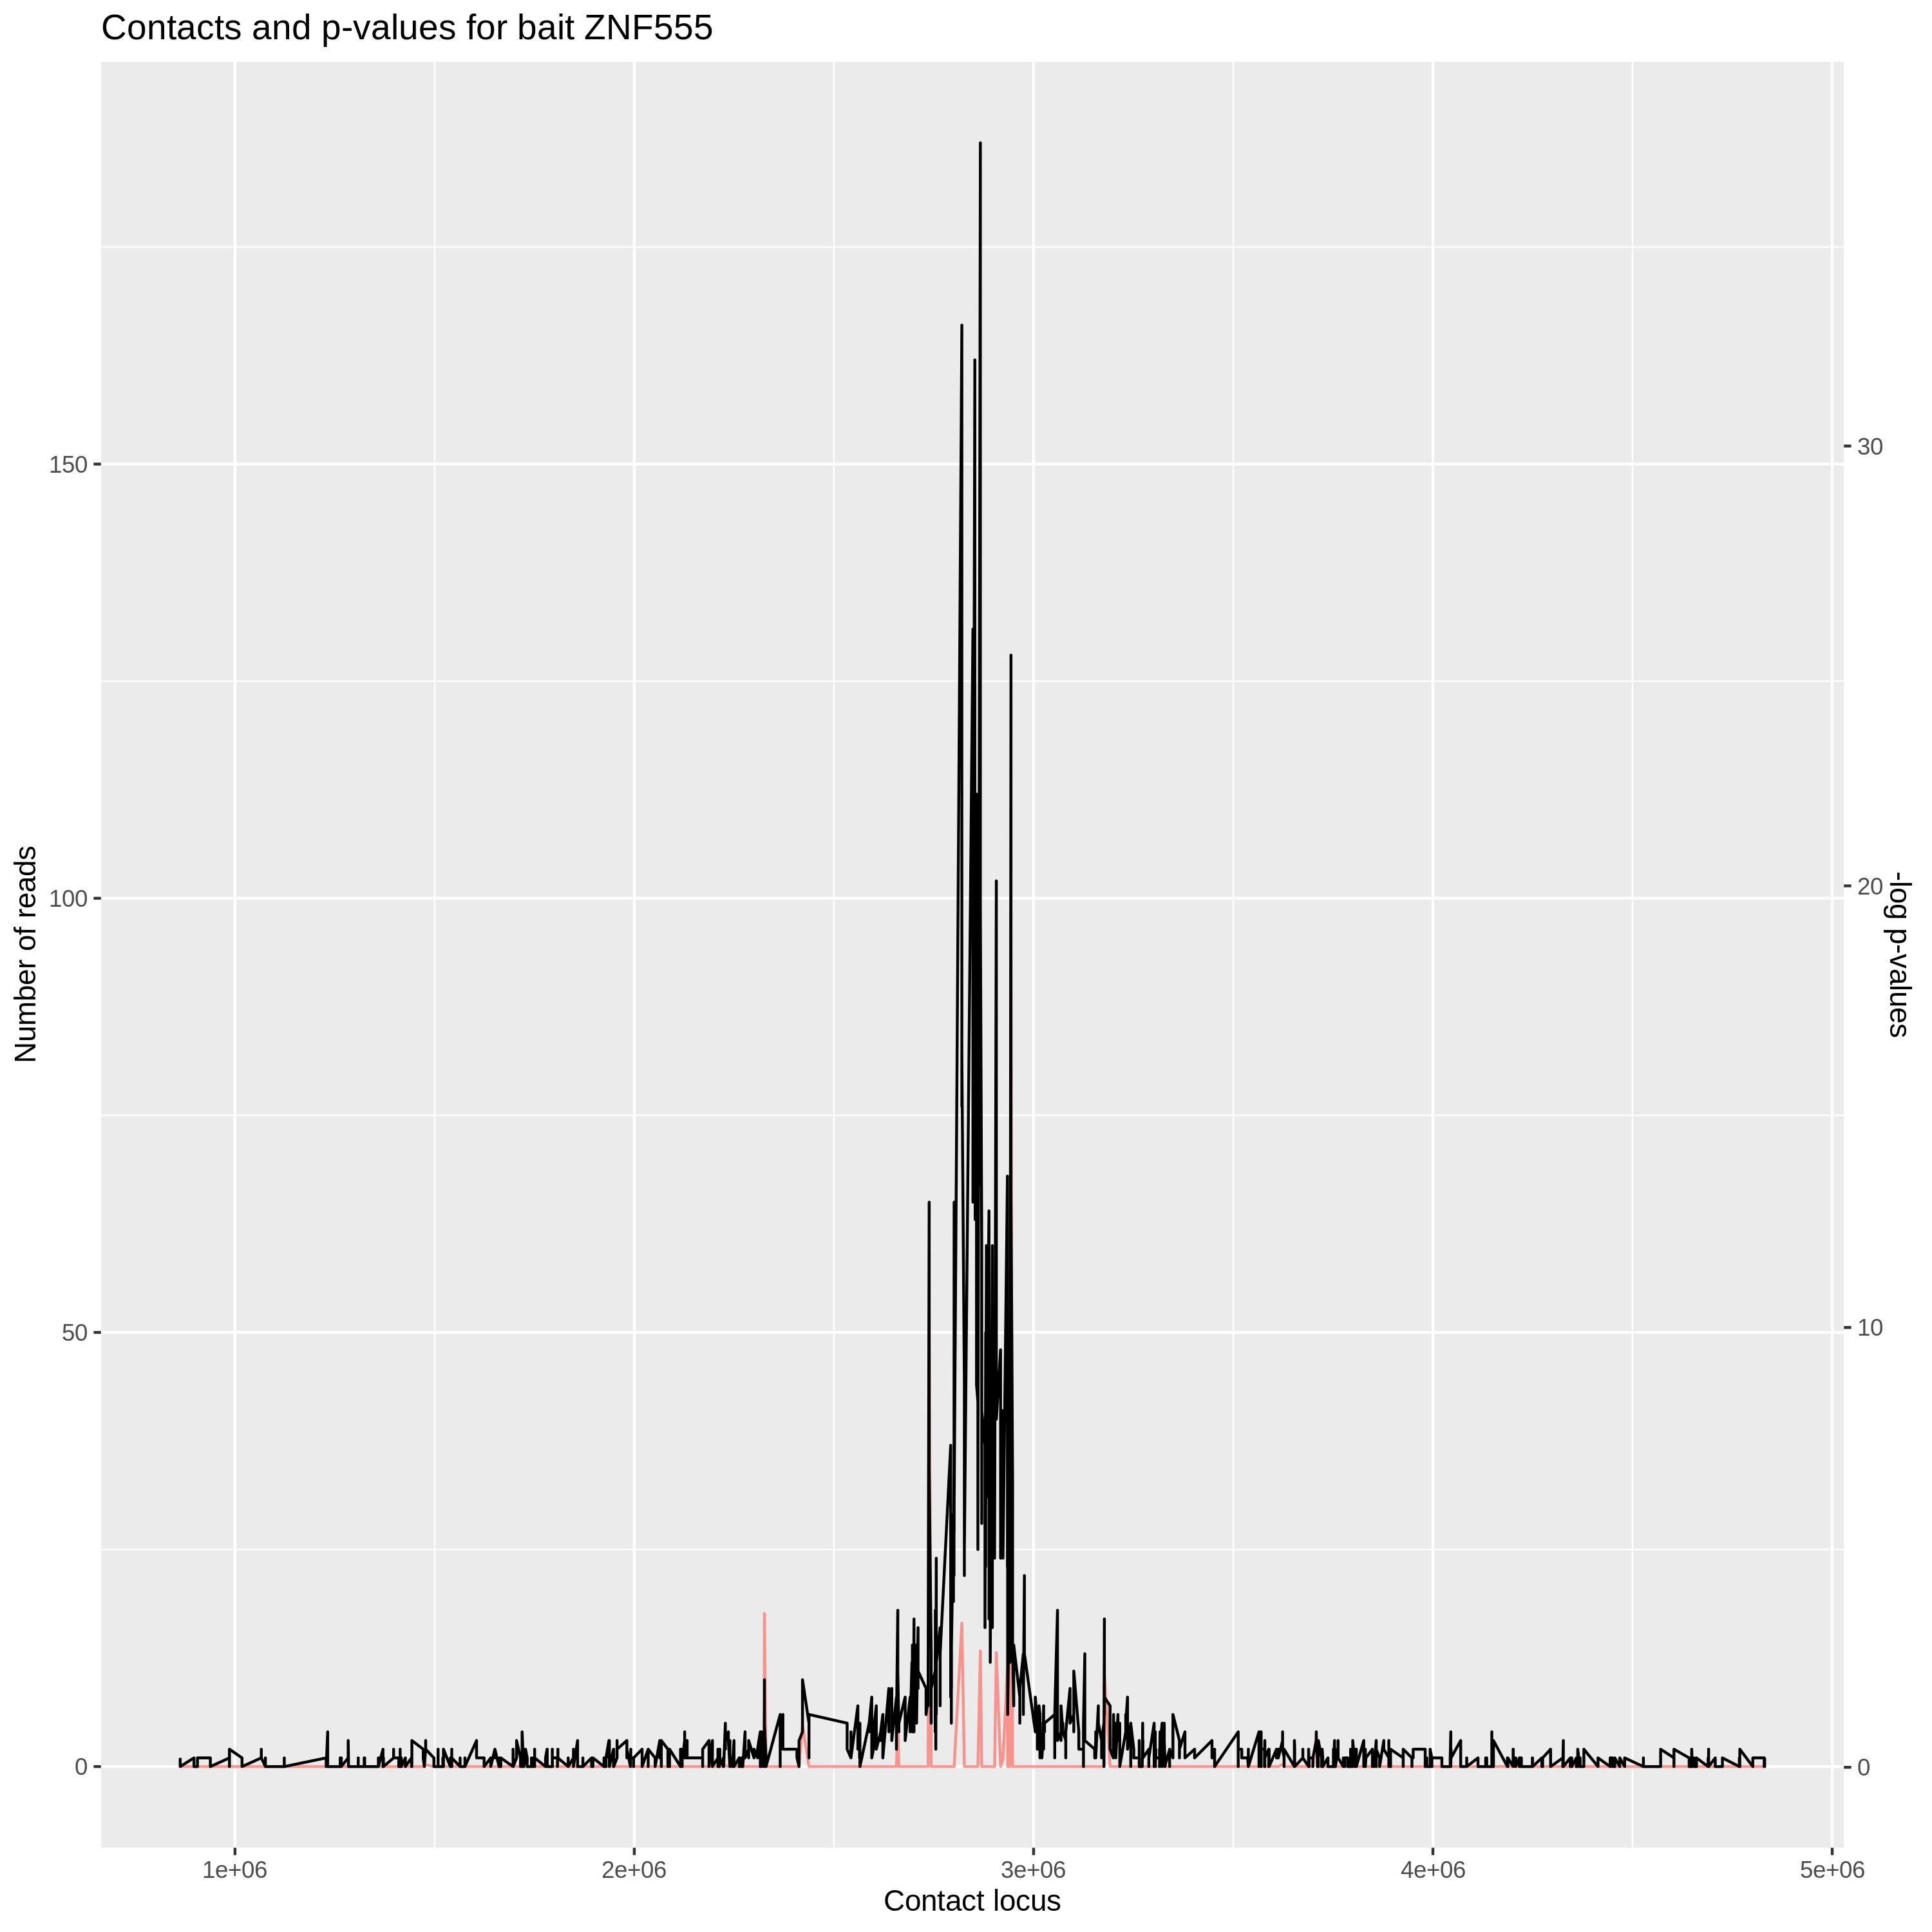 Contacts and p-values for bait ZNF555
Number of reads
150
100
50
0
30
20
10
0
-log p-values
1e+06
2e+06
3e+06
4e+06
5e+06
Contact locus